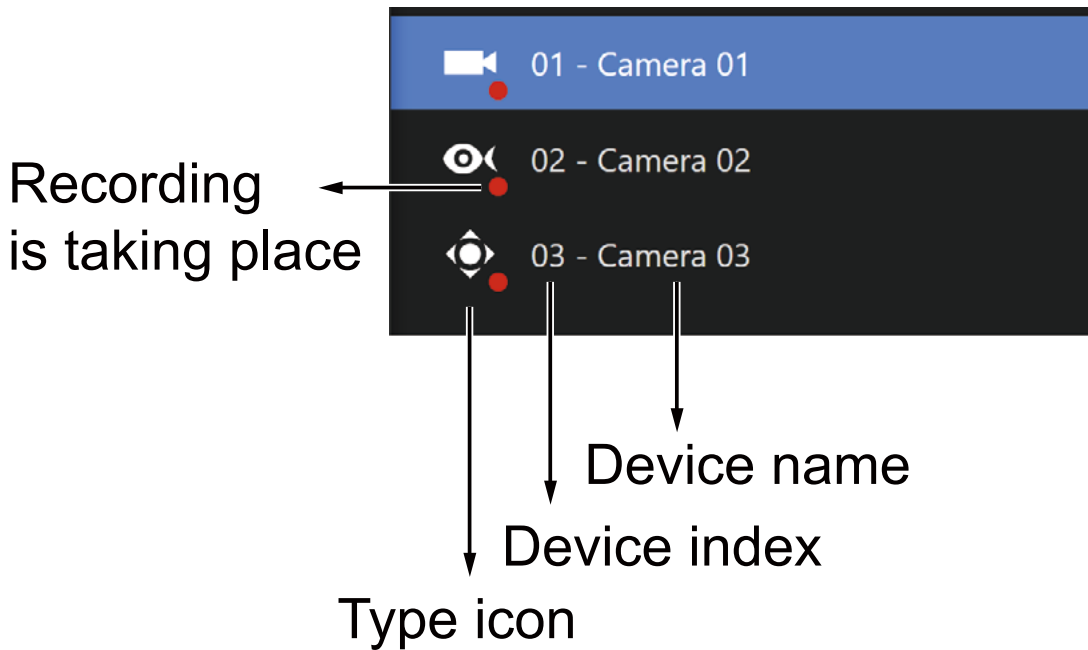 01 - Camera 01
02 - Camera 02
Recording
is taking place
03 - Camera 03
Device name
Device index
Type icon